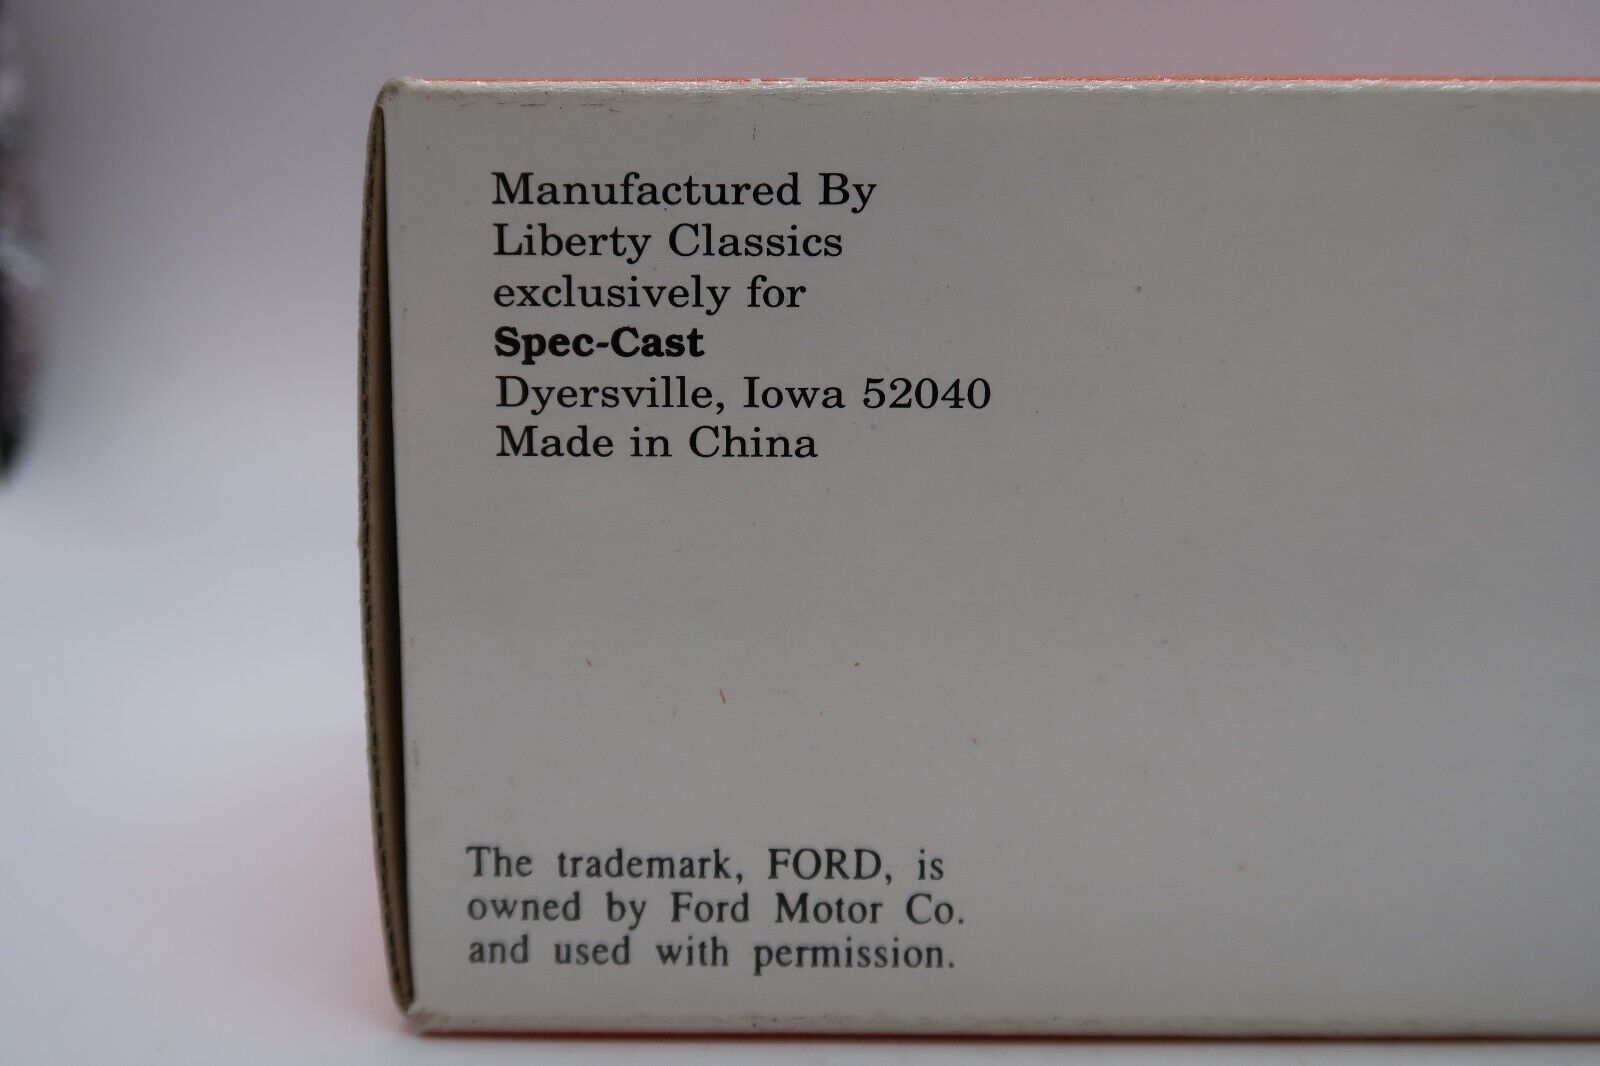 Manufactured By
Liberty Classics
exclusively for
Spec-Cast
Dyersville, Iowa 52040
Made in China
The trademark, FORD, is
owned by Ford Motor Co.
and used with permission.